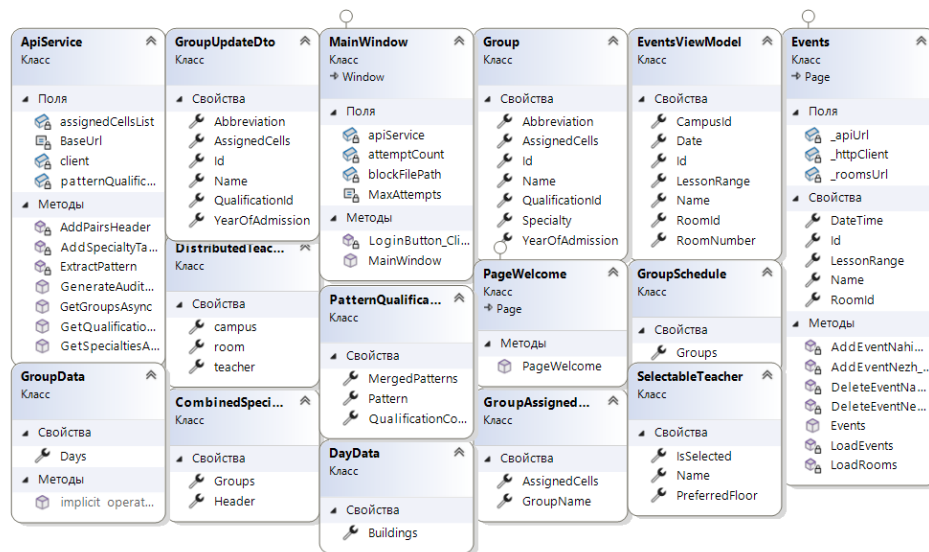 ApiService
Класс
Поля
assignedCellsList
BaseUrl
client
patternQualific...
Методы
AddPairsHeader
AddSpecialtyTa...
ExtractPattern
GenerateAudit...
GetGroupsAsync
GetQualificatio...
GetSpecialtiesA...
GroupData
Класс
Свойства
Days
Методы
implicit operat...
GroupUpdateDto
Класс
Свойства
Abbreviation
AssignedCells
Id
Name
QualificationId
YearOfAdmission
DistributedTeac...
Класс
Свойства
campus
room
teacher
CombinedSpeci...
Класс
Свойства
Groups
Header
MainWindow
Класс
Window
Поля
apiService
attemptCount
blockFilePath
MaxAttempts
Методы
LoginButton_Cli...
MainWindow
PatternQualifica...
Класс
Свойства
MergedPatterns
Pattern
QualificationCo...
DayData
Класс
Свойства
Buildings
Group
Класс
Свойства
Abbreviation
AssignedCells
Id
Name
QualificationId
Specialty
YearOfAdmission
PageWelcome
Класс
Page
Методы
PageWelcome
GroupAssigned...
Класс
Свойства
AssignedCells
GroupName
EventsViewModel
Класс
Свойства
CampusId
Date
Id
LessonRange
Name
RoomId
RoomNumber
GroupSchedule
Класс
Свойства
Groups
SelectableTeacher
Класс
Свойства
IsSelected
Name
PreferredFloor
Events
Класс
Page
Поля
_apiUrl
_httpClient
_roomsUrl
Свойства
DateTime
Id
LessonRange
Name
RoomId
Методы
AddEventNahi...
AddEventNezh_...
DeleteEventNa...
DeleteEventNe...
Events
LoadEvents
LoadRooms